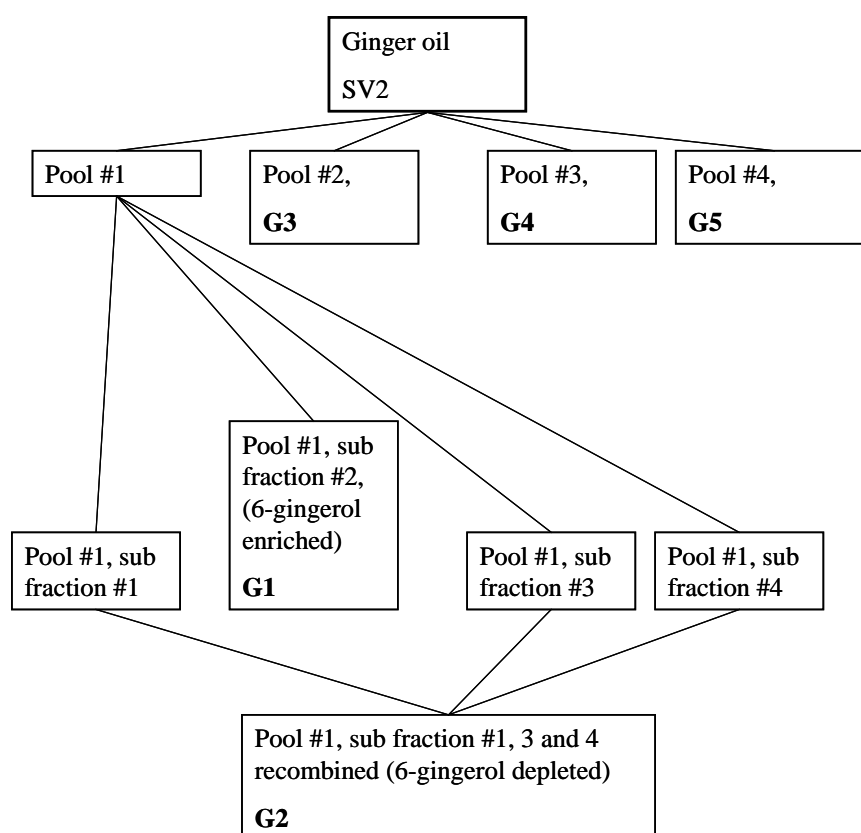 Ginger oil
SV2
Pool #1
Pool #2,
G3
Pool #3,
G4
Pool #4,
G5
Pool #1, sub
fraction #2,
(6-gingerol
enriched)
G1
Pool #1, sub
fraction #1
Pool #1, sub
fraction #3
Pool #1, sub
fraction #4
Pool #1, sub fraction #1, 3 and 4
recombined (6-gingerol depleted)
G2